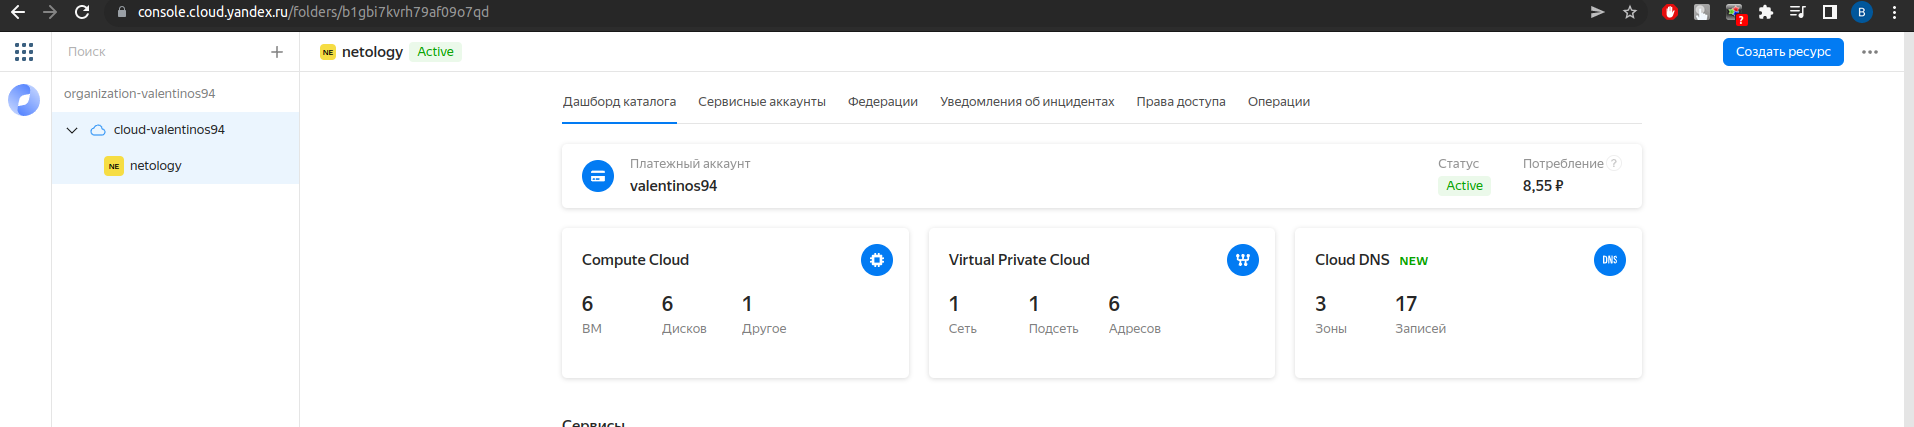 console.cloud.yandex.ru/folders/b1gbi7kvrh79af09o7qd
?
B
Поиск
NE netology Active
Создать ресурс
organization-valentinos94
cloud-valentinos94
NE netology
Дашборд каталога Сервисные аккаунты Федерации Уведомления об инцидентах Права доступа Операции
Платежный аккаунт Статус Потребление ?
valentinos94 Active 8,55 ₽
Compute Cloud
6 6 1
ВМ Дисков Другое
Virtual Private Cloud
1 1 6
Сеть Подсеть Адресов
Cloud DNS NEW DNS
3 17
Зоны Записей
Сервисы